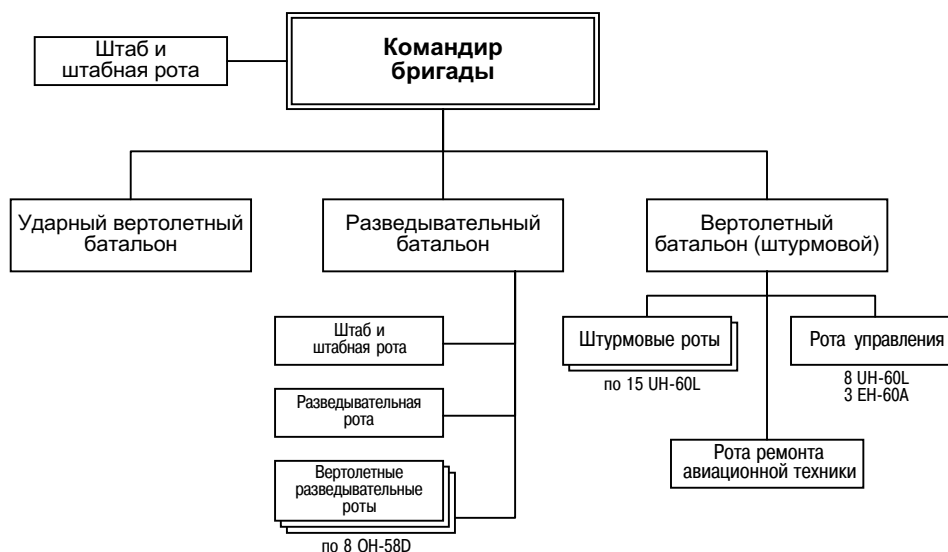 Штаб и
штабная рота
Командир
бригады
Ударный вертолетный
батальон
Разведывательный
батальон
Вертолетный
батальон (штурмовой)
Штаб и
штабная рота
Разведывательная
рота
Вертолетные
разведывательные
роты
по 8 OH-58D
Штурмовые роты
по 15 UH-60L
Рота управления
8 UH-60L
3 EH-60A
Рота ремонта
авиационной техники